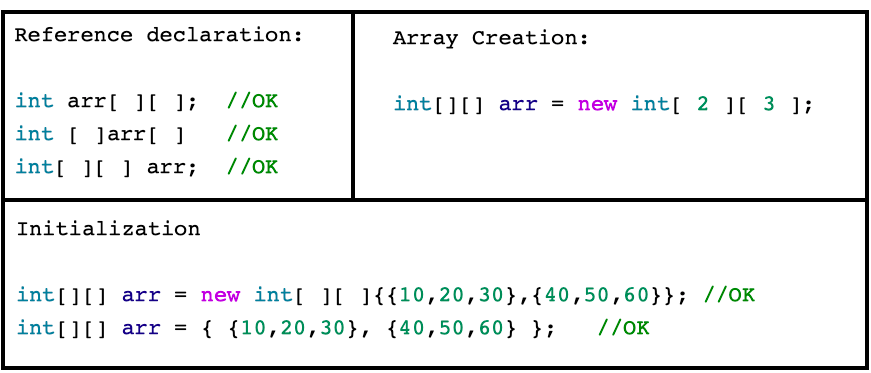 Reference declaration:
int arr[ ][ ];  //OK
int [ ]arr[ ]   //OK
int[ ][ ] arr;  //OK
Array Creation:
int[][] arr = new int[ 2 ][ 3 ];
Initialization
int[][] arr = new int[ ][ ]{{10,20,30},{40,50,60}}; //OK
int[][] arr = { {10,20,30}, {40,50,60} };   //OK